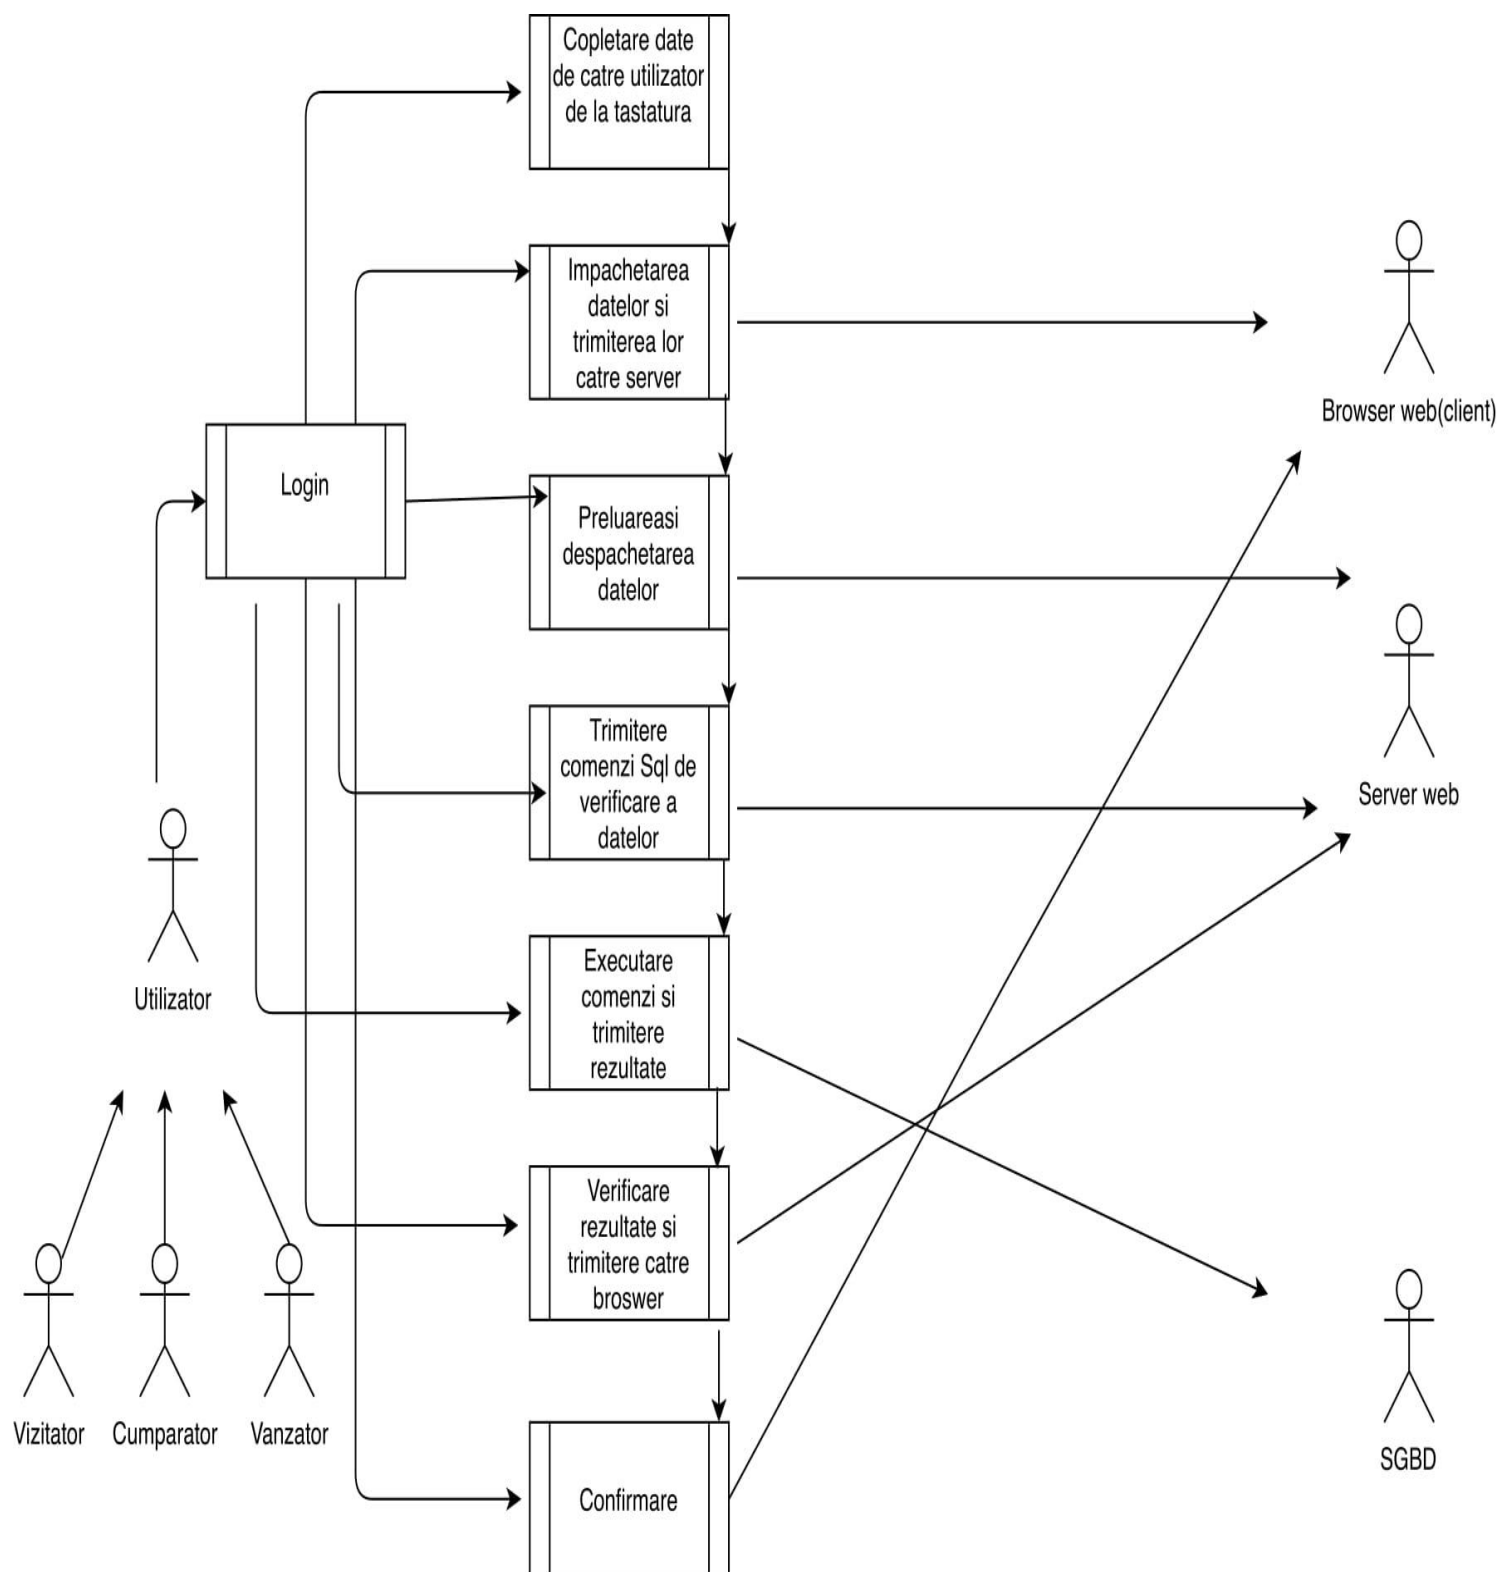 Copletare date
de catre utilizator
de la tastatura
Impachetarea
datelor si
trimiterea lor
catre server
Browser web(client)
Login
Preluareasi
despachetarea
datelor
Trimitere
comenzi Sql de
verificare a
datelor
Server web
Executare
comenzi si
trimitere
rezultate
Utilizator
Verificare
rezultate si
trimitere catre
broswer
Vizitator
Cumparator
Vanzator
SGBD
Confirmare